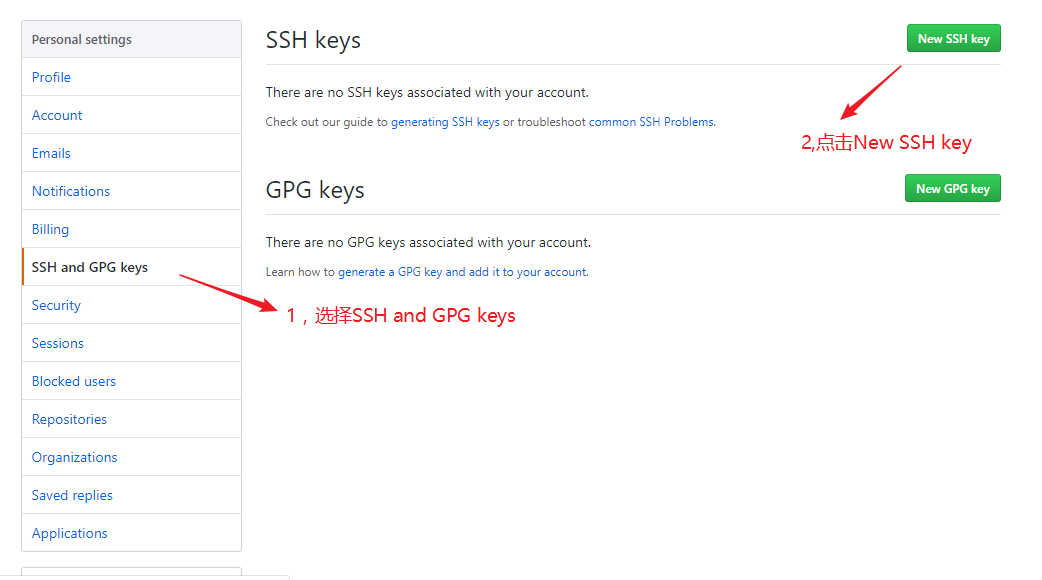 Personal settings
Profile
Account
Emails
Notifications
Billing
SSH and GPG keys
Security
Sessions
Blocked users
Repositories
Organizations
Saved replies
Applications
SSH keys
New SSH key
There are no SSH keys associated with your account.
Check out our guide to generating SSH keys or troubleshoot common SSH Problems.
2,点击New SSH key
GPG keys
New GPG key
There are no GPG keys associated with your account.
Learn how to generate a GPG key and add it to your account.
1，选择SSH and GPG keys